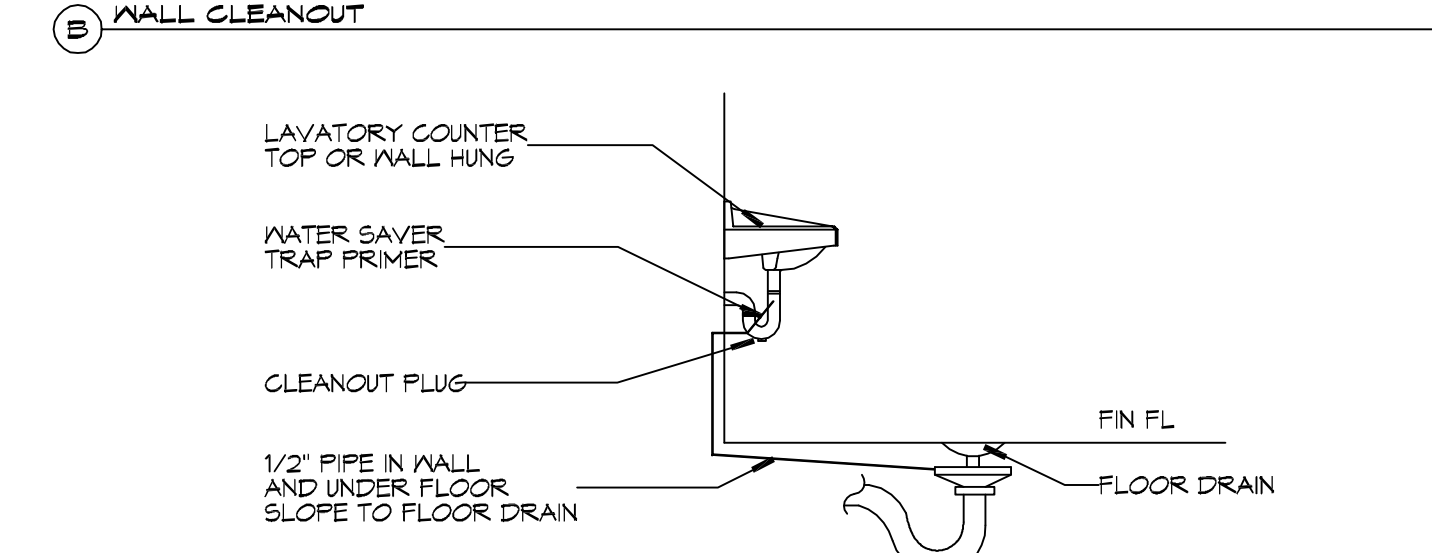 B WALL CLEANOUT
LAVATORY COUNTER
TOP OR WALL HUNG
WATER SAVER
TRAP PRIMER
CLEANOUT PLUG
FIN FL
1/2" PIPE IN WALL
AND UNDER FLOOR
SLOPE TO FLOOR DRAIN
FLOOR DRAIN